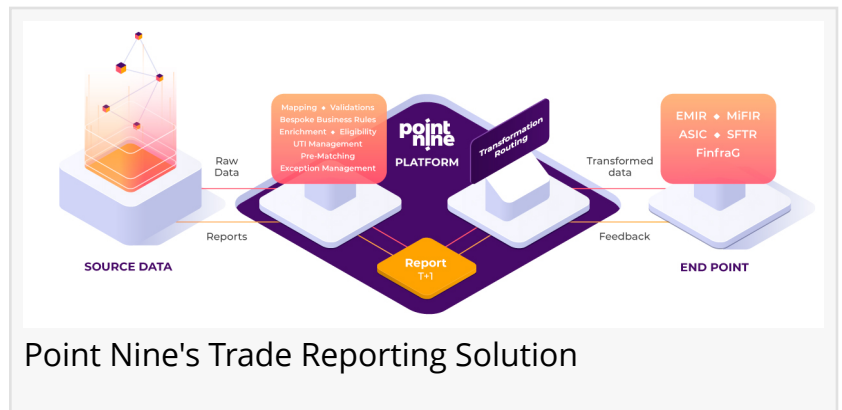 Mapping ◆ Validations
Bespoke Business Rules
Enrichment ◆ Eligibility
UTI Management
Pre-Matching
Exception Management
point
nine
PLATFORM
Transformation
Routing
EMIR ◆ MiFIR
ASIC ◆ SFTR
FinfraG
Raw
Data
Transformed
data
Reports
Feedback
SOURCE DATA
Report
T+1
END POINT
Point Nine's Trade Reporting Solution